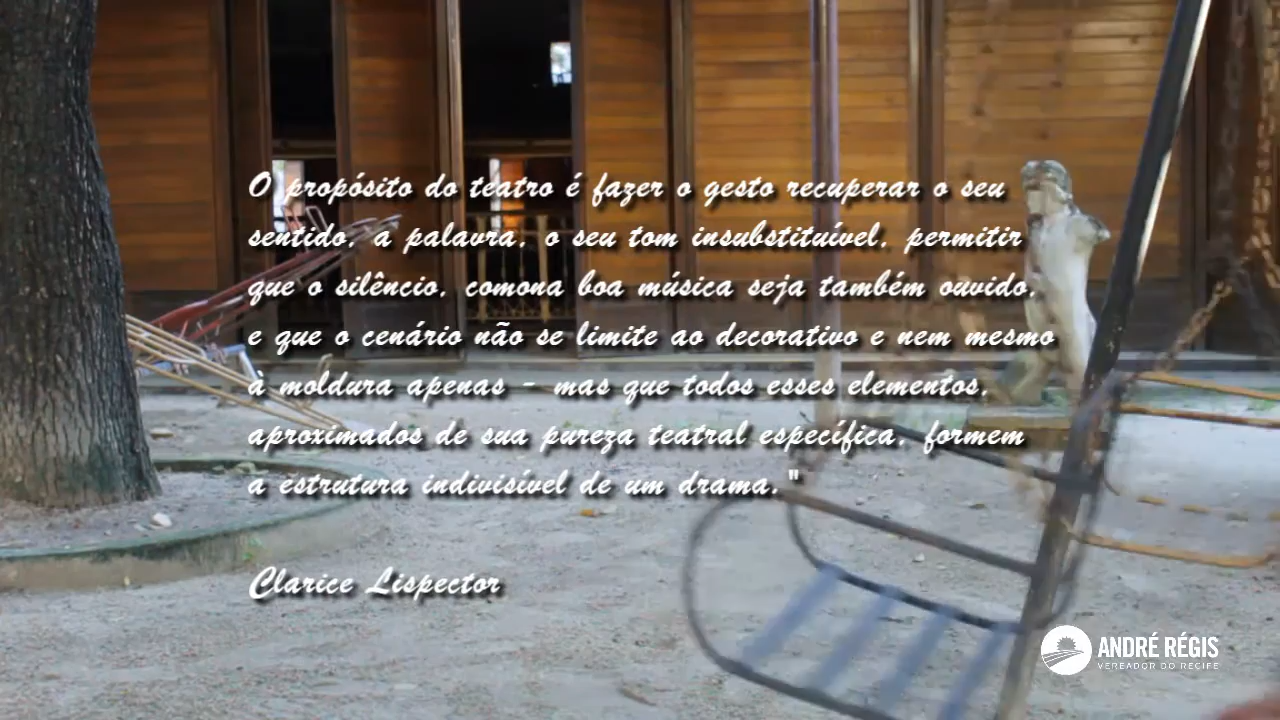 O propósito do teatro é fazer o gesto recuperar o seu
sentido, a palavra, o seu tom insubstituível, permitir
que o silêncio, comona boa música seja também ouvido,
e que o cenário não se limite ao decorativo e nem mesmo
à moldura apenas - mas que todos esses elementos,
aproximados de sua pureza teatral específica, formem
a estrutura indivisível de um drama."
Clarice Lispector
ANDRÉ RÉGIS
VEREADOR DO RECIFE